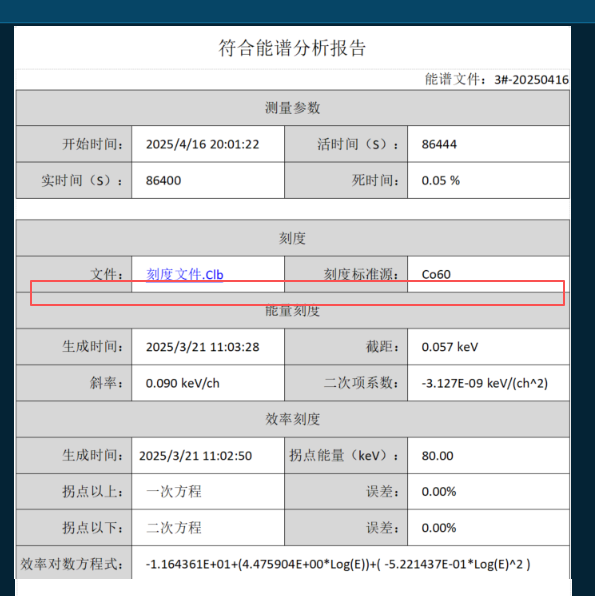 符合能谱分析报告
能谱文件：3#-20250416
测量参数
开始时间： 2025/4/16 20:01:22 活时间（S）： 86444
实时间（S）： 86400 死时间： 0.05 %
刻度
文件： 刻度文件.Clb 刻度标准源： Co60
能量刻度
生成时间： 2025/3/21 11:03:28 截距： 0.057 keV
斜率： 0.090 keV/ch 二次项系数： -3.127E-09 keV/(ch^2)
效率刻度
生成时间： 2025/3/21 11:02:50 拐点能量（keV）： 80.00
拐点以上： 一次方程 误差： 0.00%
拐点以下： 二次方程 误差： 0.00%
效率对数方程式： -1.164361E+01+(4.475904E+00*Log(E))+( -5.221437E-01*Log(E)^2 )